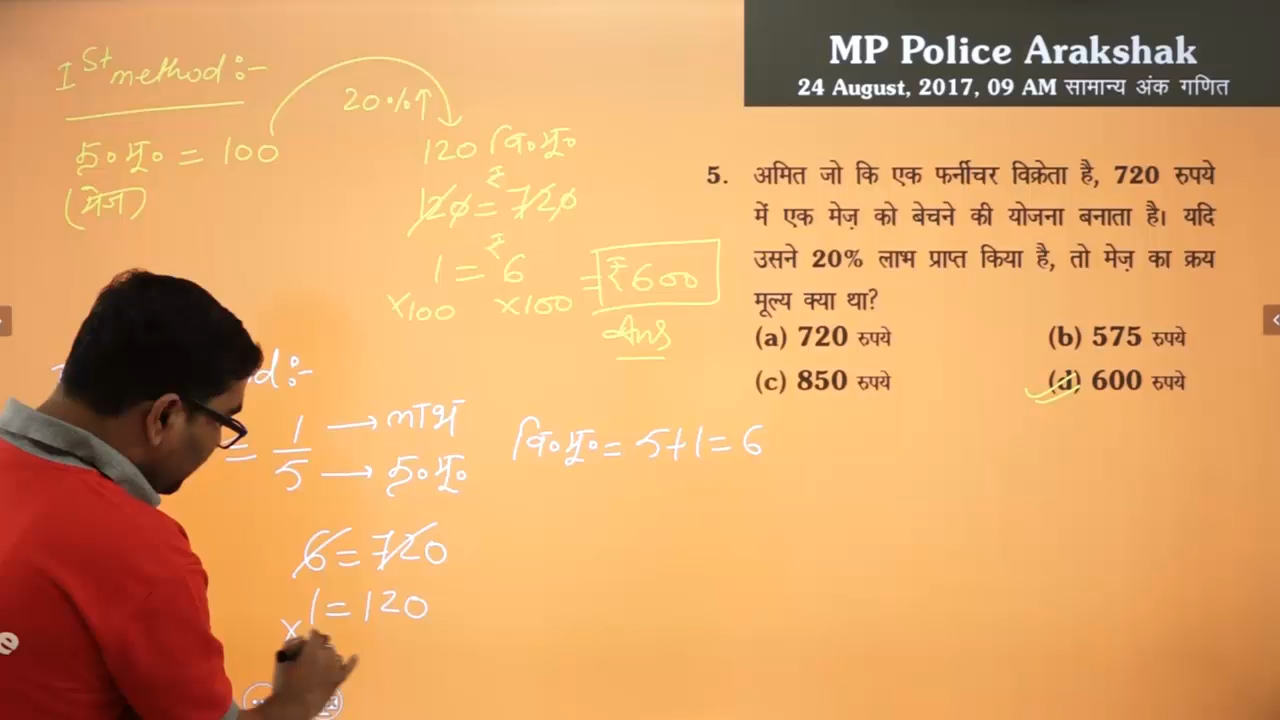 MP Police Arakshak
24 August, 2017, 09 AM सामान्य अंक गणित
5. अमित जो कि एक फर्नीचर विक्रेता है, 720 रुपये
में एक मेज़ को बेचने की योजना बनाता है। यदि
उसने 20% लाभ प्राप्त किया है, तो मेज़ का क्रय
मूल्य क्या था?
(a) 720 रुपये (b) 575 रुपये
(c) 850 रुपये (d) 600 रुपये
Ist method:-
20%↑
क्र०मू० = 100
(मेज)
120 वि०मू०
₹
120 = 720
₹
1 = 6 = ₹600
×100 ×100
Ans
d:-
= 1/5 → लाभ
→ क्र०मू०
वि०मू० = 5+1 = 6
6 = 720
1 = 120
×
e